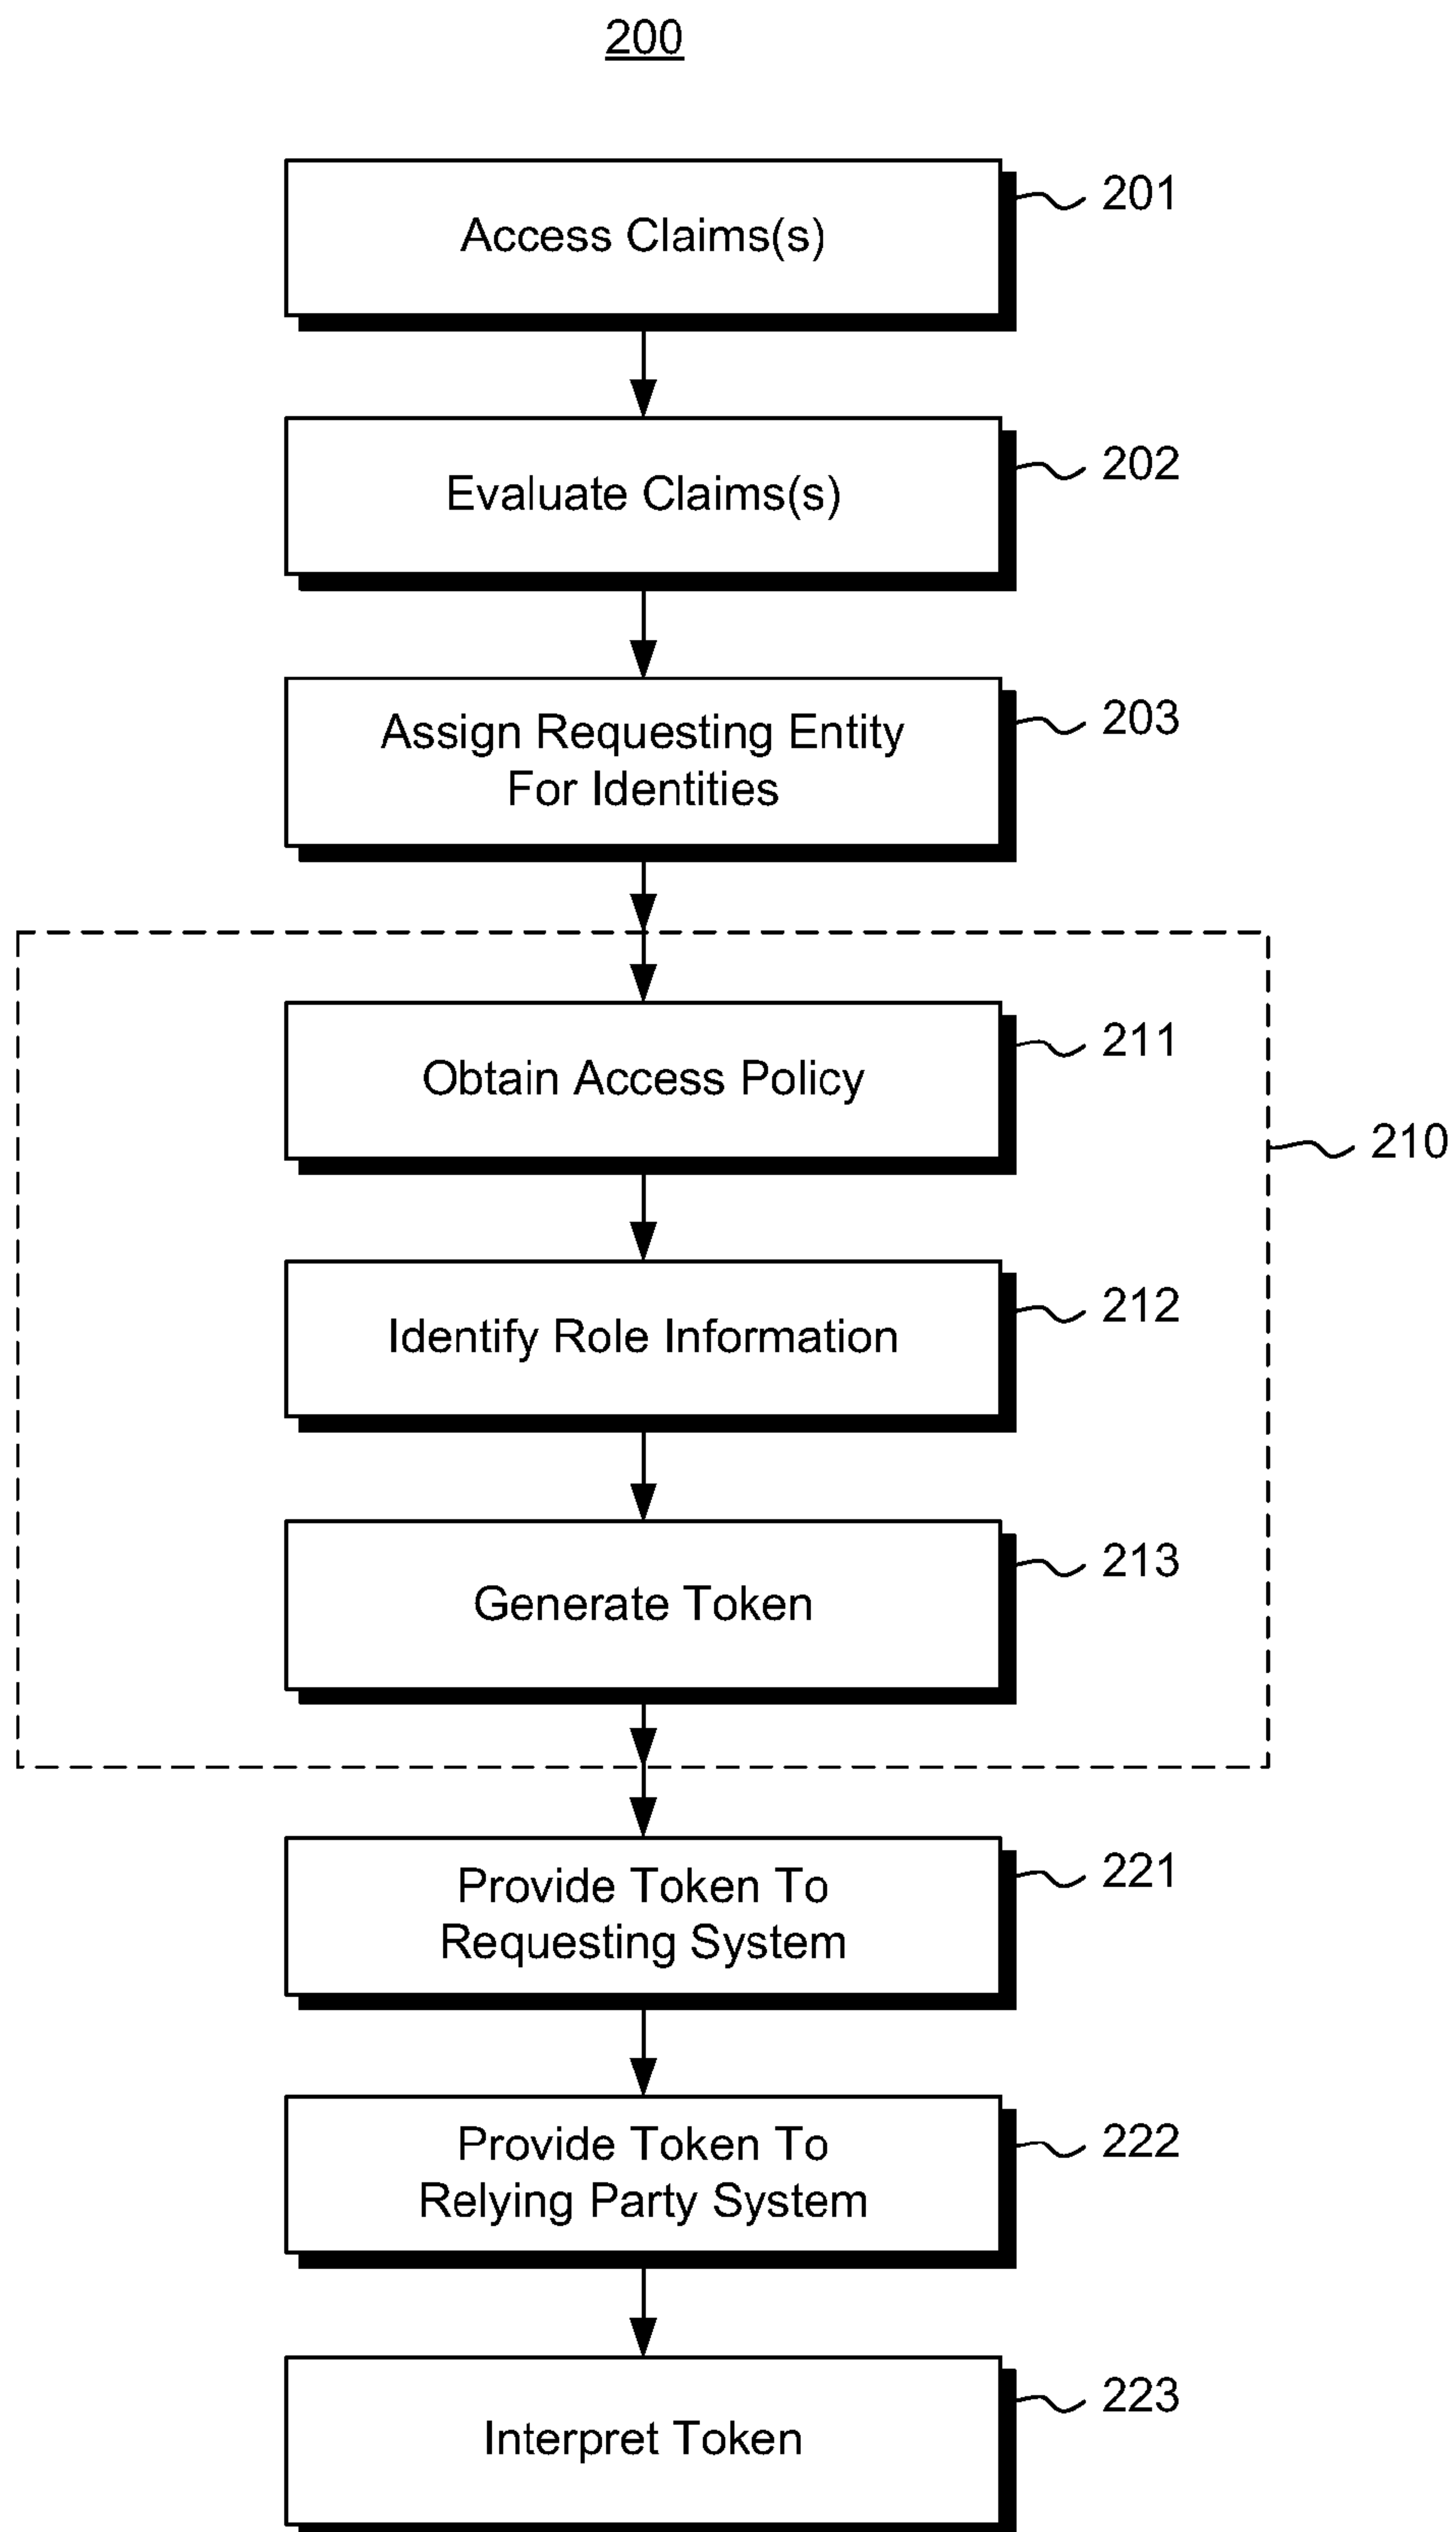 200
Access Claims(s)
201
Evaluate Claims(s)
202
Assign Requesting Entity
For Identities
203
Obtain Access Policy
211
210
Identify Role Information
212
Generate Token
213
Provide Token To
Requesting System
221
Provide Token To
Relying Party System
222
Interpret Token
223